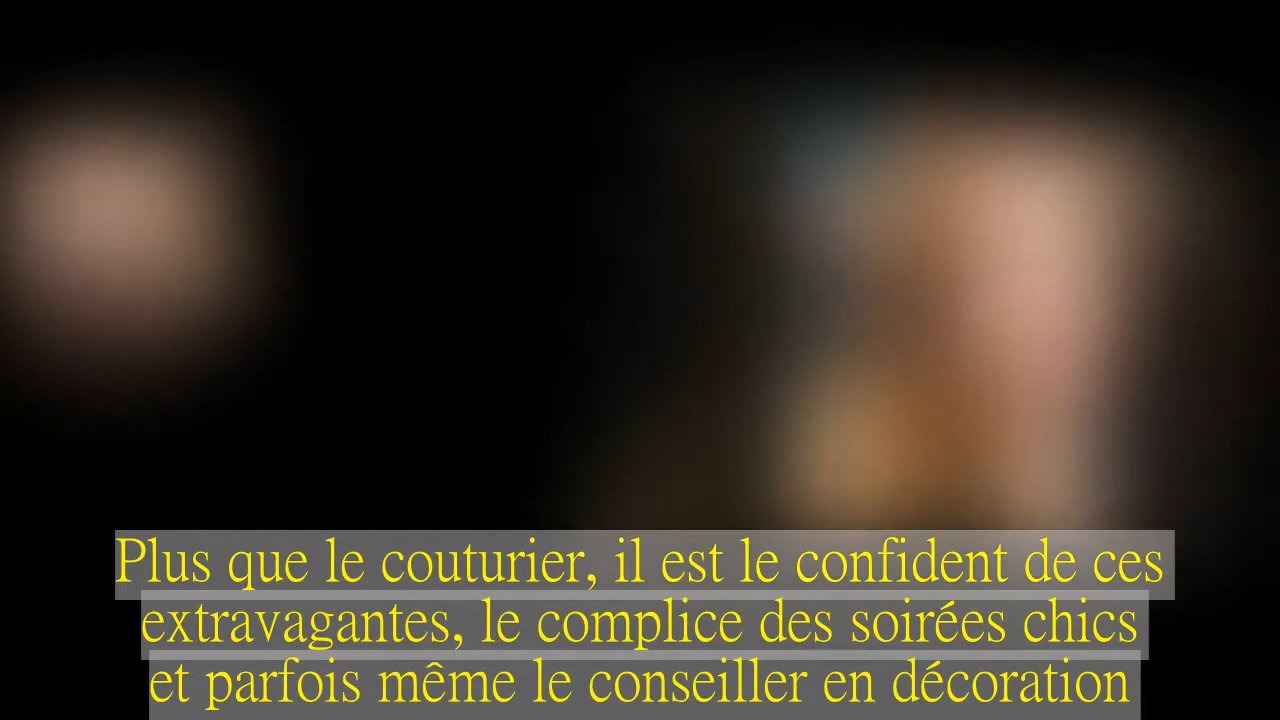 Plus que le couturier, il est le confident de ces
extravagantes, le complice des soirées chics
et parfois même le conseiller en décoration